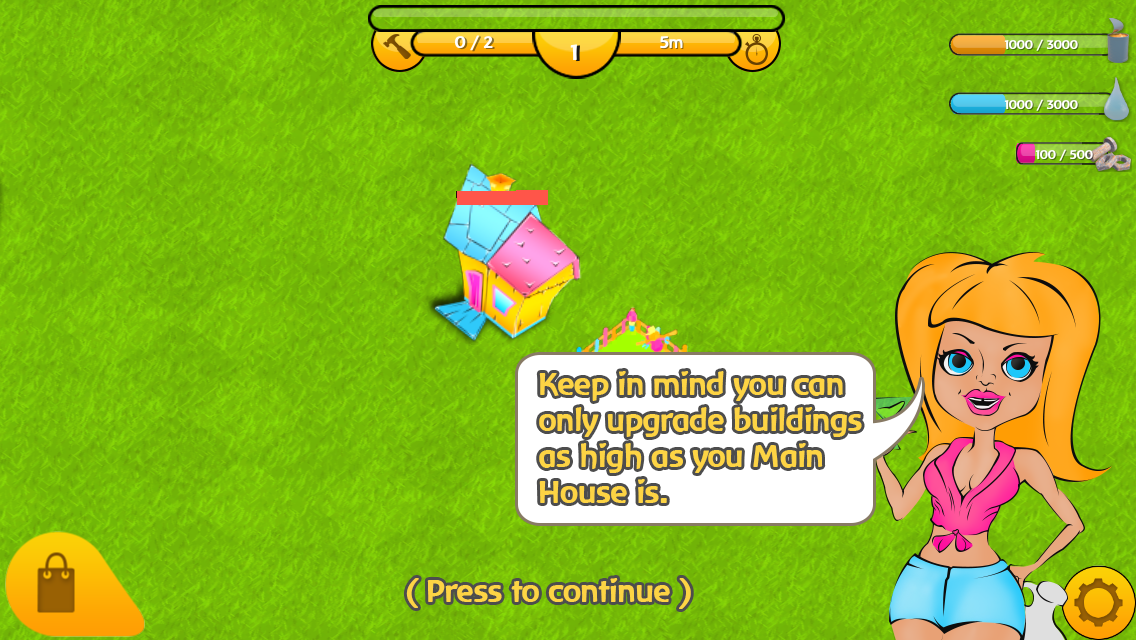 0 / 2
1
5m
1000 / 3000
1000 / 3000
100 / 500
Keep in mind you can
only upgrade buildings
as high as you Main
House is.
( Press to continue )